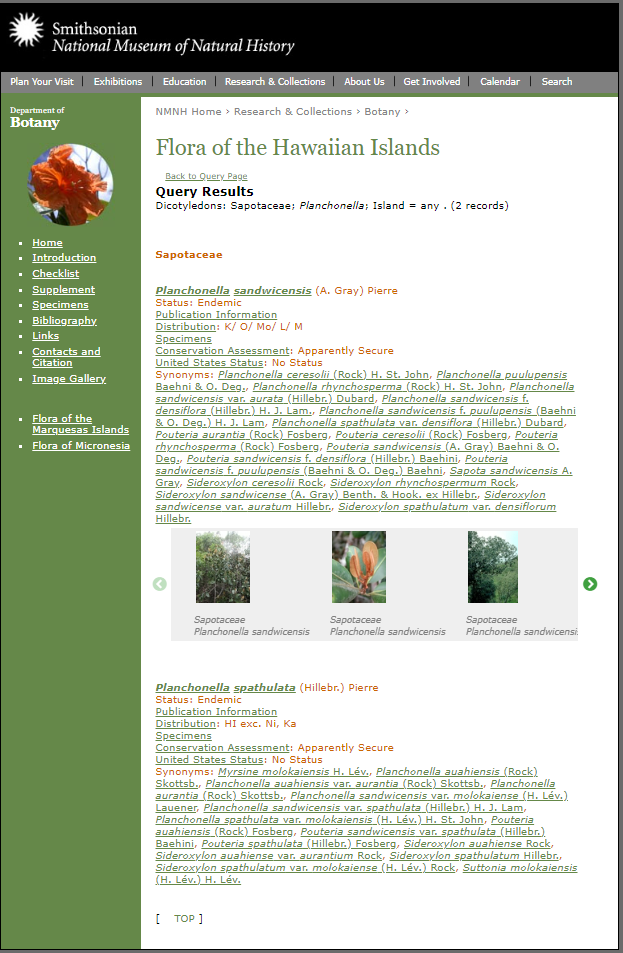 Smithsonian
National Museum of Natural History
Plan Your Visit | Exhibitions | Education | Research & Collections | About Us | Get Involved | Calendar | Search
Department of
Botany
Home
Introduction
Checklist
Supplement
Specimens
Bibliography
Links
Contacts and
Citation
Image Gallery
Flora of the
Marquesas Islands
Flora of Micronesia
NMNH Home › Research & Collections › Botany ›
Flora of the Hawaiian Islands
Back to Query Page
Query Results
Dicotyledons: Sapotaceae; Planchonella; Island = any . (2 records)
Sapotaceae
Planchonella sandwicensis (A. Gray) Pierre
Status: Endemic
Publication Information
Distribution: K/ O/ Mo/ L/ M
Specimens
Conservation Assessment: Apparently Secure
United States Status: No Status
Synonyms: Planchonella ceresolii (Rock) H. St. John, Planchonella puulupensis
Baehni & O. Deg., Planchonella rhynchosperma (Rock) H. St. John, Planchonella
sandwicensis var. aurata (Hillebr.) Dubard, Planchonella sandwicensis f.
densiflora (Hillebr.) H. J. Lam., Planchonella sandwicensis f. puulupensis (Baehni
& O. Deg.) H. J. Lam, Planchonella spathulata var. densiflora (Hillebr.) Dubard,
Pouteria aurantia (Rock) Fosberg, Pouteria ceresolii (Rock) Fosberg, Pouteria
rhynchosperma (Rock) Fosberg, Pouteria sandwicensis (A. Gray) Baehni & O.
Deg., Pouteria sandwicensis f. densiflora (Hillebr.) Baehini, Pouteria
sandwicensis f. puulupensis (Baehni & O. Deg.) Baehni, Sapota sandwicensis A.
Gray, Sideroxylon ceresolii Rock, Sideroxylon rhynchospermum Rock,
Sideroxylon sandwicense (A. Gray) Benth. & Hook. ex Hillebr., Sideroxylon
sandwicense var. auratum Hillebr., Sideroxylon spathulatum var. densiflorum
Hillebr.
Sapotaceae Sapotaceae Sapotaceae
Planchonella sandwicensis Planchonella sandwicensis Planchonella sandwicensi
Planchonella spathulata (Hillebr.) Pierre
Status: Endemic
Publication Information
Distribution: HI exc. Ni, Ka
Specimens
Conservation Assessment: Apparently Secure
United States Status: No Status
Synonyms: Myrsine molokaiensis H. Lév., Planchonella auahiensis (Rock)
Skottsb., Planchonella auahiensis var. aurantia (Rock) Skottsb., Planchonella
aurantia (Rock) Skottsb., Planchonella sandwicensis var. molokaiense (H. Lév.)
Lauener, Planchonella sandwicensis var. spathulata (Hillebr.) H. J. Lam,
Planchonella spathulata var. molokaiensis (H. Lév.) H. St. John, Pouteria
auahiensis (Rock) Fosberg, Pouteria sandwicensis var. spathulata (Hillebr.)
Baehini, Pouteria spathulata (Hillebr.) Fosberg, Sideroxylon auahiense Rock,
Sideroxylon auahiense var. aurantium Rock, Sideroxylon spathulatum Hillebr.,
Sideroxylon spathulatum var. molokaiense (H. Lév.) Rock, Suttonia molokaiensis
(H. Lév.) H. Lév.
[ TOP ]